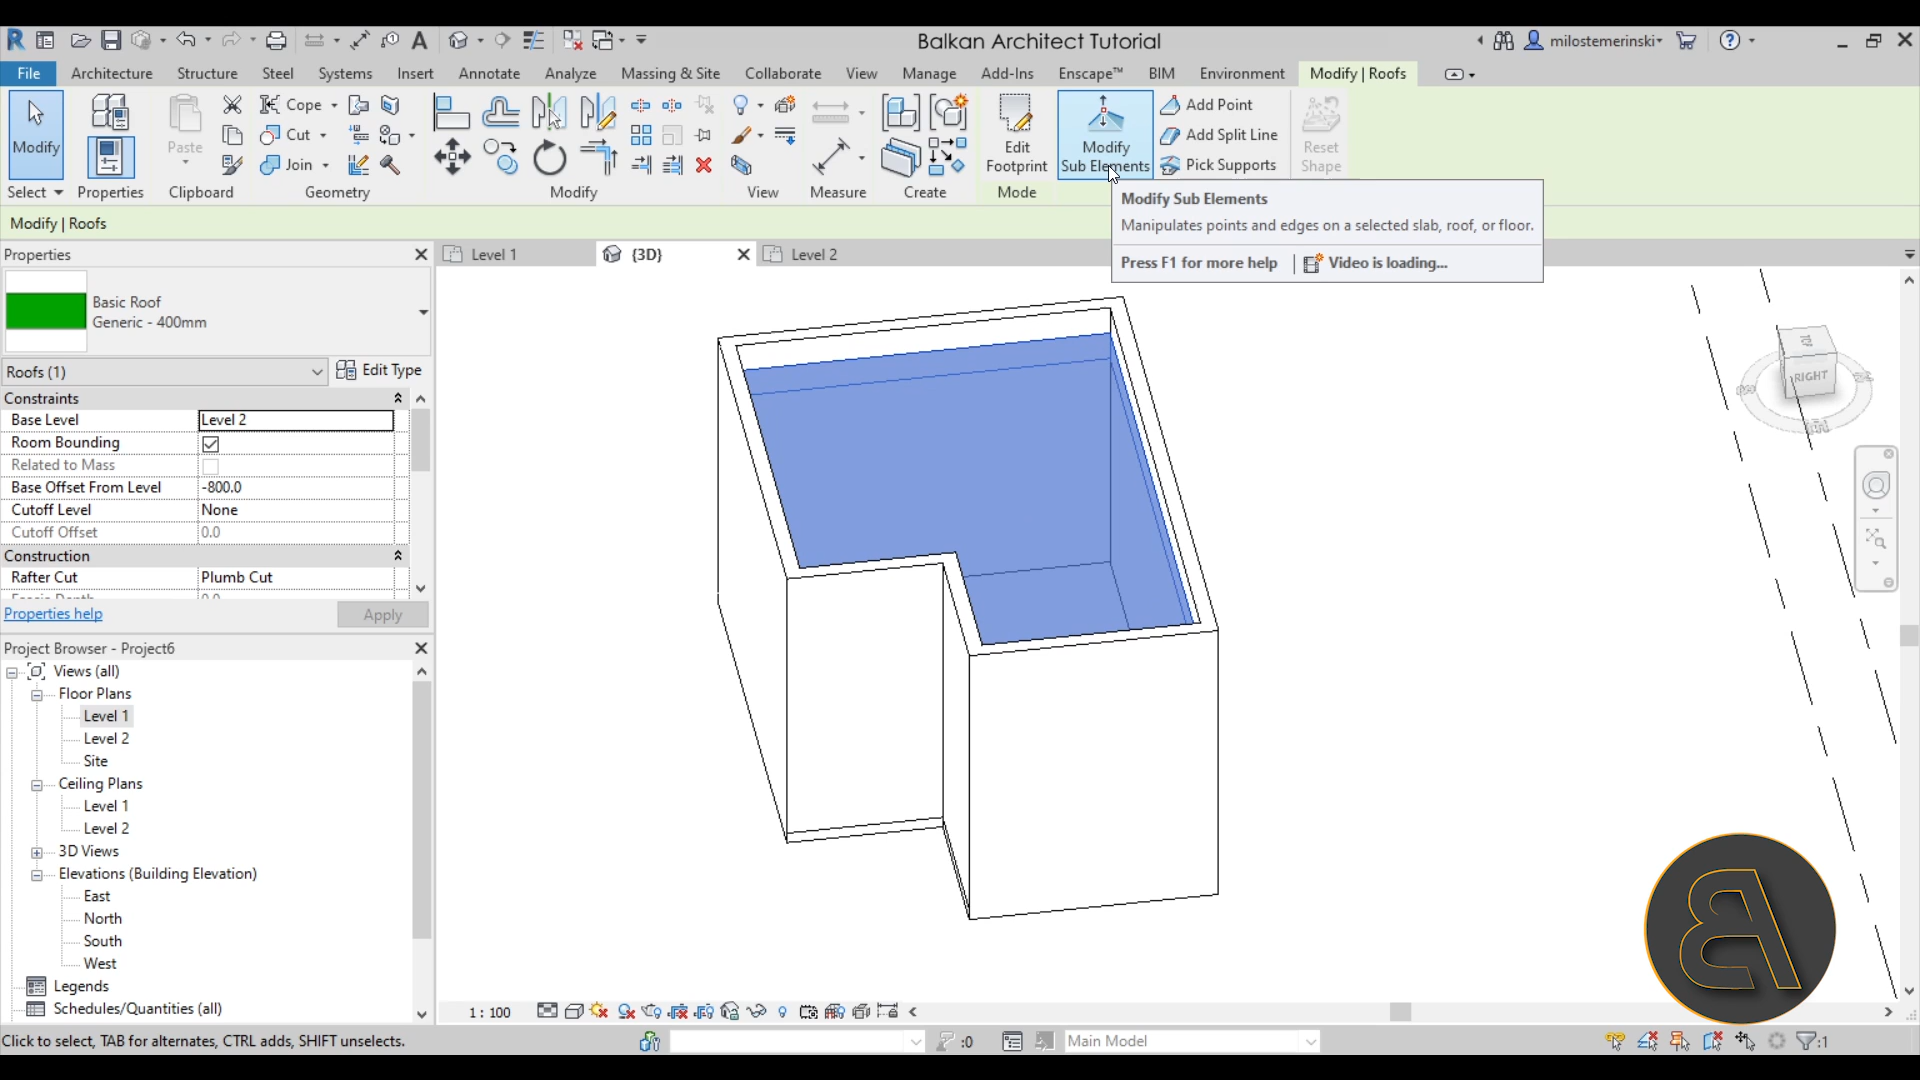 Balkan Architect Tutorial
milostemerinski
File Architecture Structure Steel Systems Insert Annotate Analyze Massing & Site Collaborate View Manage Add-Ins Enscape™ BIM Environment Modify | Roofs
Modify
Paste
Cope
Cut
Join
Edit
Footprint
Modify
Sub Elements
Add Point
Add Split Line
Pick Supports
Reset
Shape
Select Properties Clipboard Geometry Modify View Measure Create Mode
Modify | Roofs
Modify Sub Elements
Manipulates points and edges on a selected slab, roof, or floor.
Press F1 for more help
Video is loading...
Properties
Level 1
{3D}
Level 2
Basic Roof
Generic - 400mm
Roofs (1)
Edit Type
Constraints
Base Level Level 2
Room Bounding
Related to Mass
Base Offset From Level -800.0
Cutoff Level None
Cutoff Offset 0.0
Construction
Rafter Cut Plumb Cut
Properties help
Apply
TOP
RIGHT
Project Browser - Project6
Views (all)
Floor Plans
Level 1
Level 2
Site
Ceiling Plans
Level 1
Level 2
3D Views
Elevations (Building Elevation)
East
North
South
West
Legends
Schedules/Quantities (all)
1 : 100
Click to select, TAB for alternates, CTRL adds, SHIFT unselects.
:0
Main Model
:1